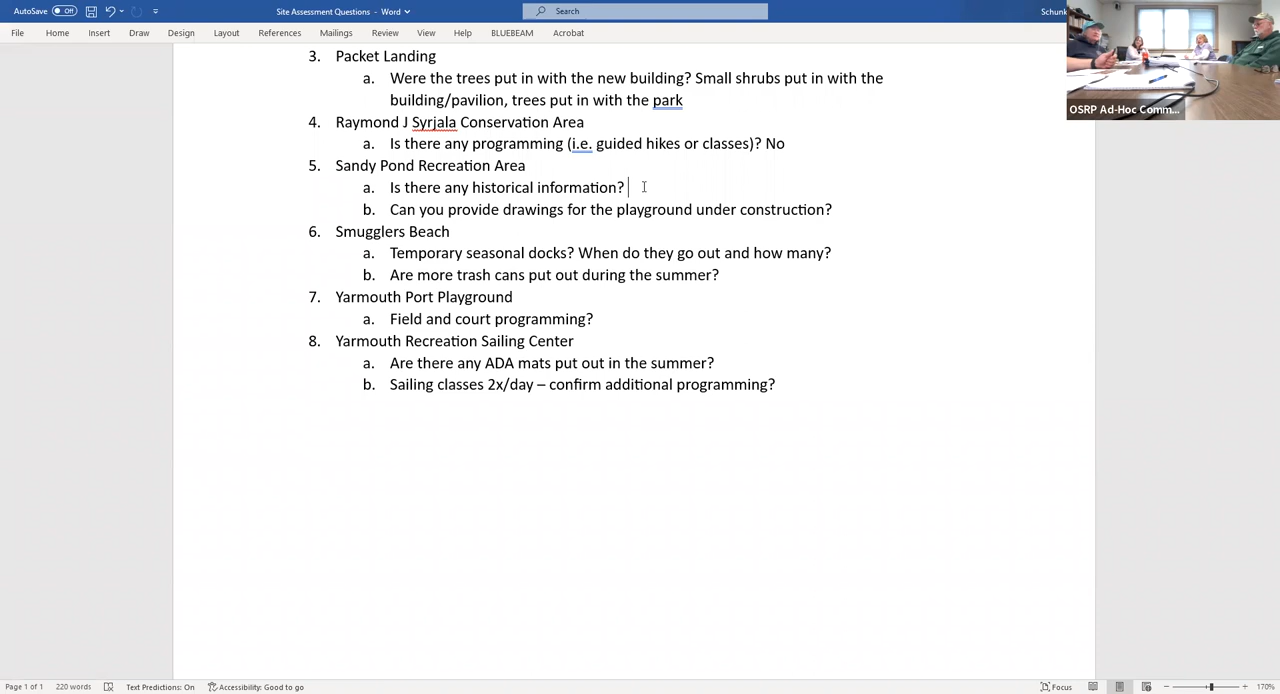 AutoSave Off Site Assessment Questions - Word Search Schunk
File Home Insert Draw Design Layout References Mailings Review View Help BLUEBEAM Acrobat
OSRP Ad-Hoc Comm...
3. Packet Landing
a. Were the trees put in with the new building? Small shrubs put in with the
building/pavilion, trees put in with the park
4. Raymond J Syrjala Conservation Area
a. Is there any programming (i.e. guided hikes or classes)? No
5. Sandy Pond Recreation Area
a. Is there any historical information?
b. Can you provide drawings for the playground under construction?
6. Smugglers Beach
a. Temporary seasonal docks? When do they go out and how many?
b. Are more trash cans put out during the summer?
7. Yarmouth Port Playground
a. Field and court programming?
8. Yarmouth Recreation Sailing Center
a. Are there any ADA mats put out in the summer?
b. Sailing classes 2x/day – confirm additional programming?
Page 1 of 1 220 words Text Predictions: On Accessibility: Good to go Focus 170%